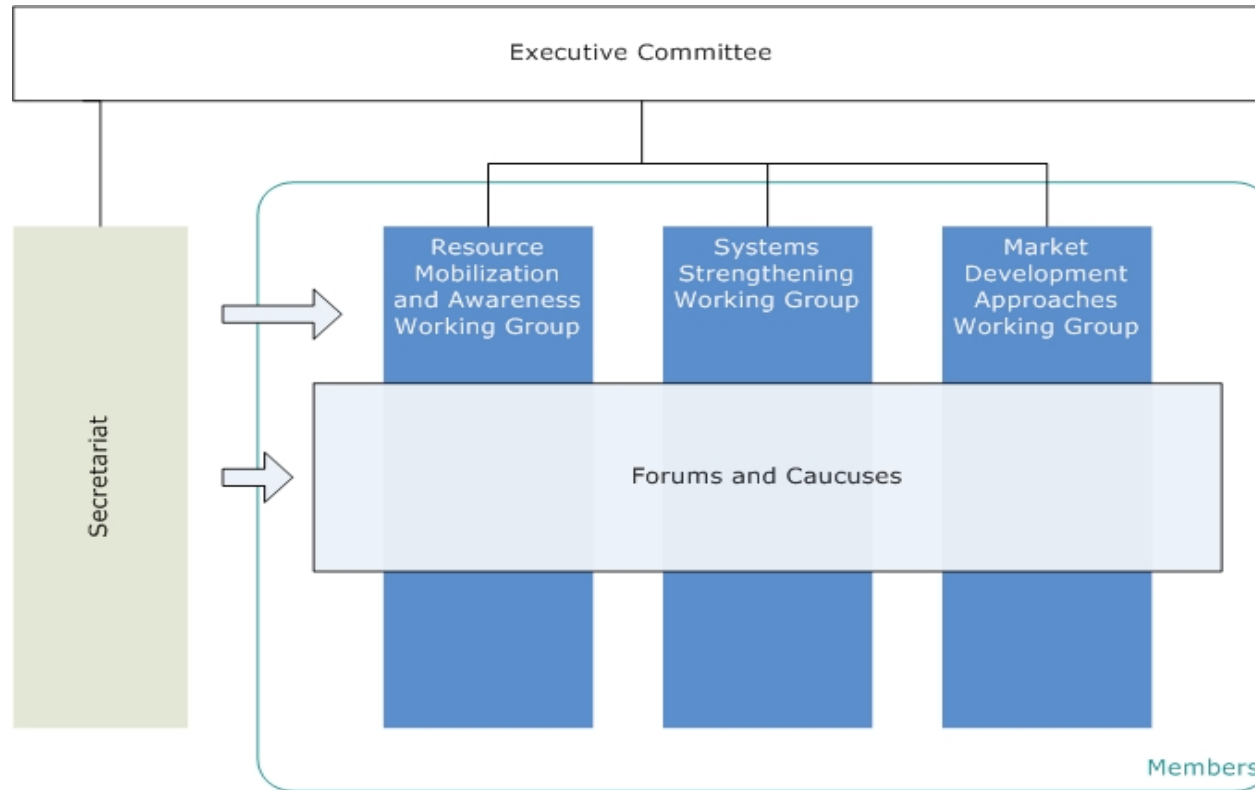 Executive Committee
Resource
Mobilization
and Awareness
Working Group
Systems
Strengthening
Working Group
Market
Development
Approaches
Working Group
Secretariat
Forums and Caucuses
Members